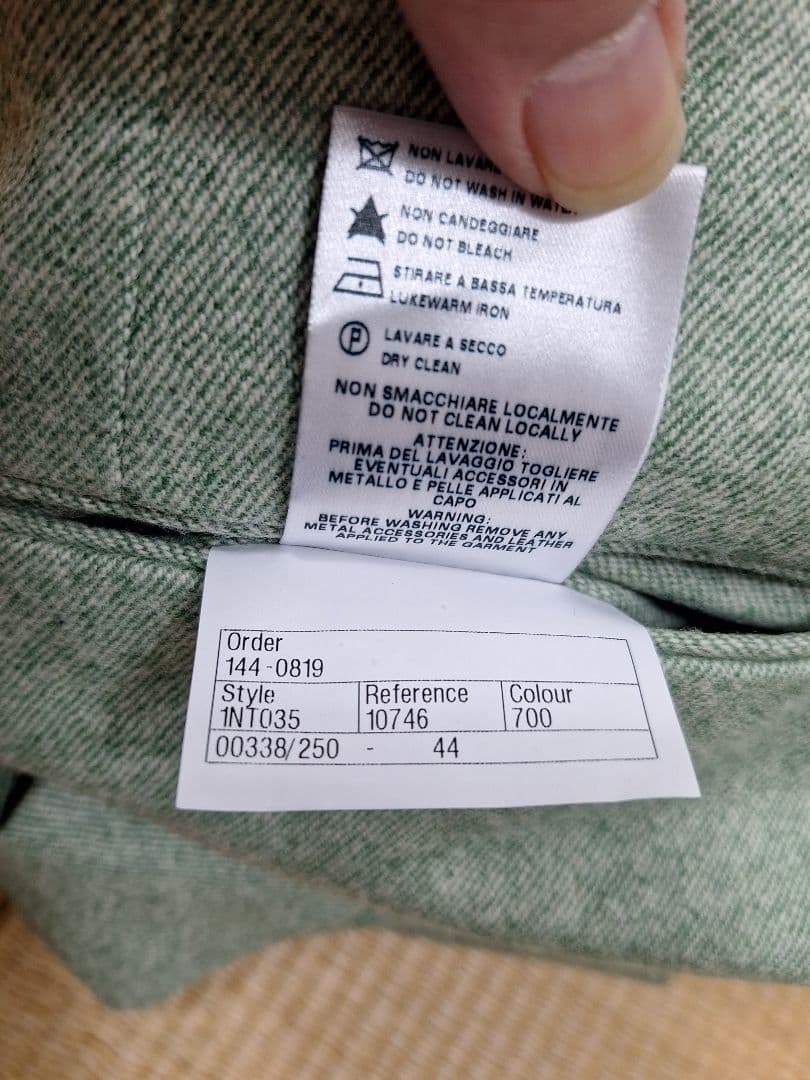 NON
DO NOT WASH IN
NON CANDEGGIARE
DO NOT BLEACH
STIRARE A BASSA TEMPERATURA
LUKEWARM IRON
P
LAVARE A SECCO
DRY CLEAN
NON SMACCHIARE LOCALMENTE
DO NOT CLEAN LOCALLY
ATTENZIONE:
PRIMA DEL LAVAGGIO TOGLIERE
EVENTUALI ACCESSORI IN
METALLO E PELLE APPLICATI AL
CAPO
WARNING:
BEFORE WASHING REMOVE ANY
METAL ACCESSORIES AND LEATHER
APPLIED TO THE GARMENT
Order
144-0819
Style Reference Colour
1NT035 10746 700
00338/250 - 44